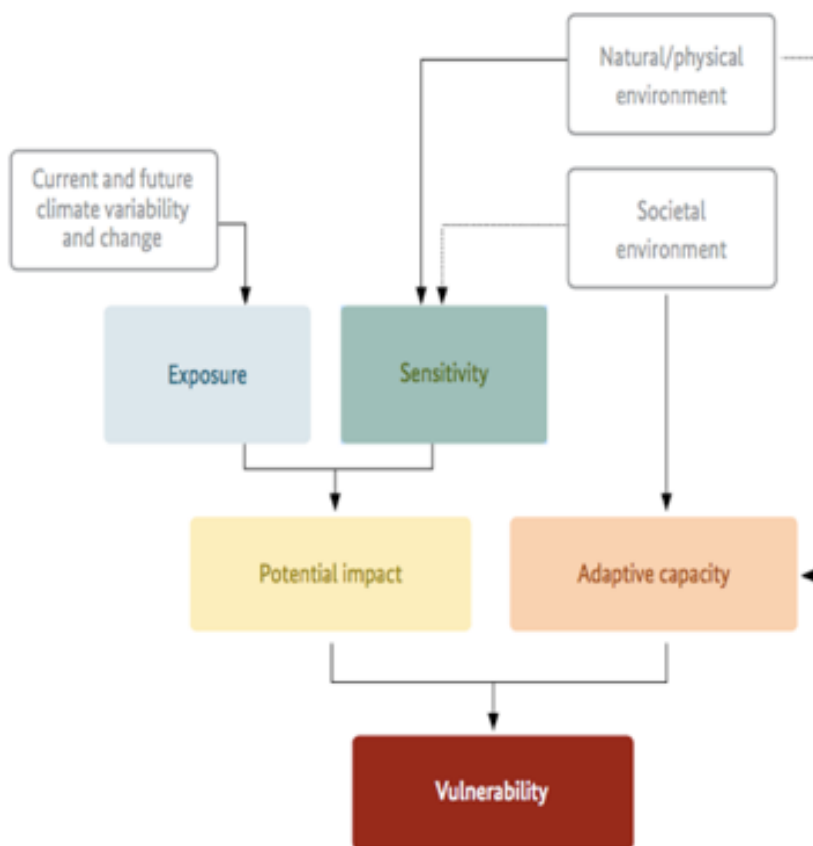 Natural/physical
environment
Current and future
climate variability
and change
Societal
environment
Exposure
Sensitivity
Potential impact
Adaptive capacity
Vulnerability